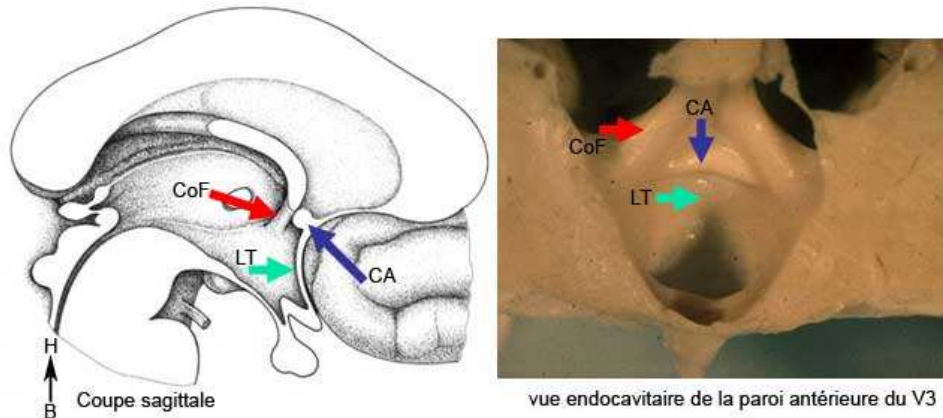 CoF
LT
CA
H
B
Coupe sagittale
CA
CoF
LT
vue endocavitaire de la paroi antérieure du V3